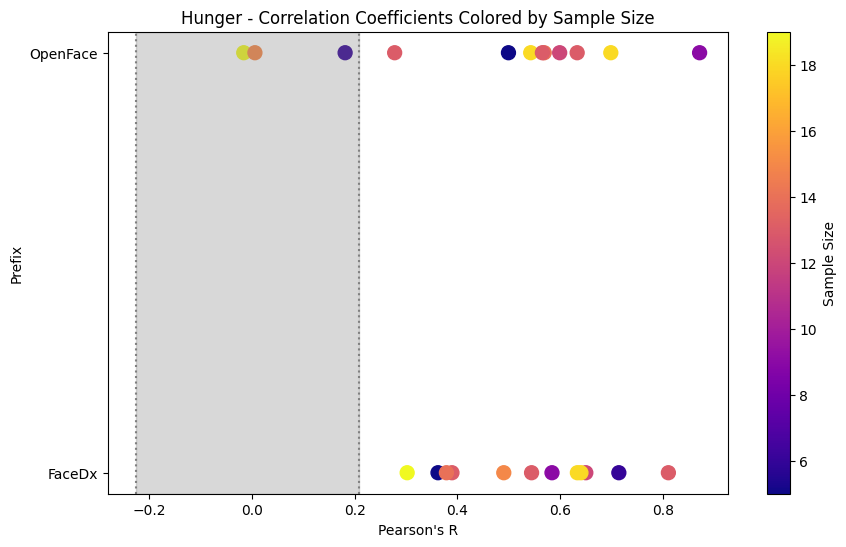 Hunger - Correlation Coefficients Colored by Sample Size
OpenFace
FaceDx
Prefix
−0.2
0.0
0.2
0.4
0.6
0.8
Pearson's R
18
16
14
12
10
8
6
Sample Size